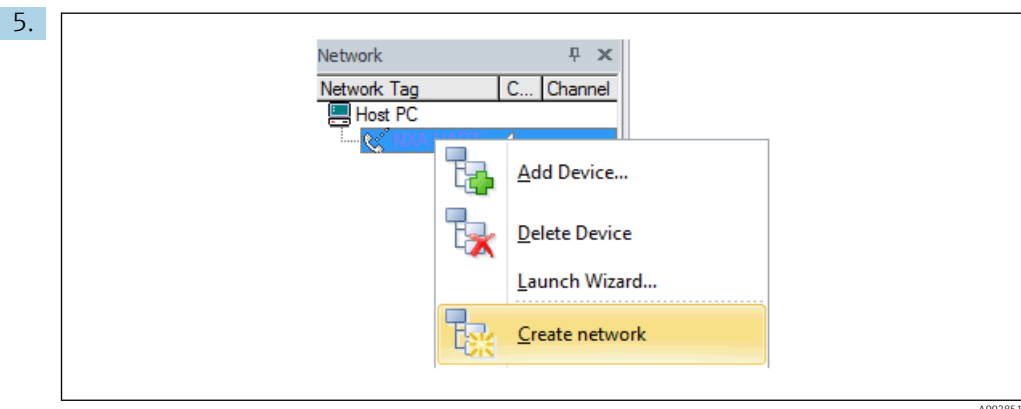 5.
Network
Network Tag C... Channel
Host PC
Add Device...
Delete Device
Launch Wizard...
Create network